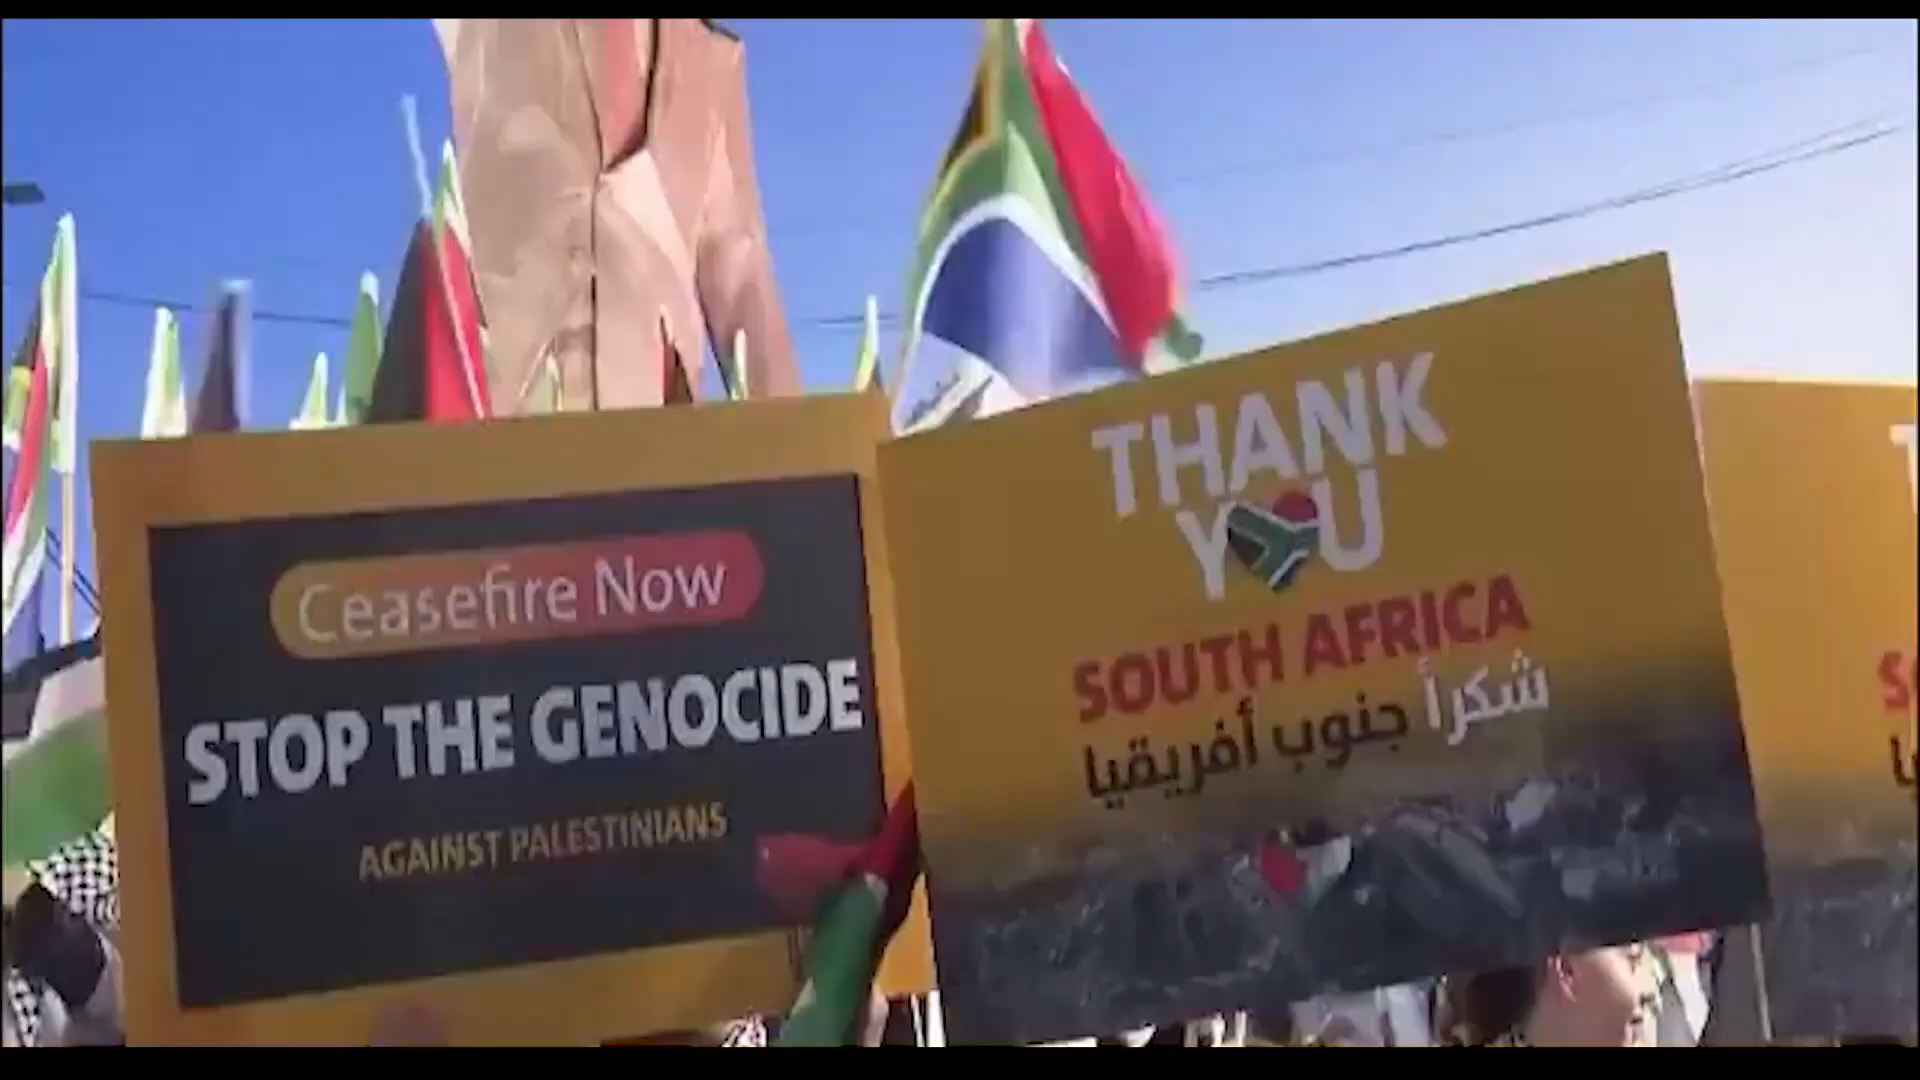 Ceasefire Now
STOP THE GENOCIDE
AGAINST PALESTINIANS
THANK
YOU
SOUTH AFRICA
شكراً جنوب أفريقيا